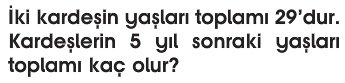 İki kardeşin yaşları toplamı 29'dur.
Kardeşlerin 5 yıl sonraki yaşları
toplamı kaç olur?